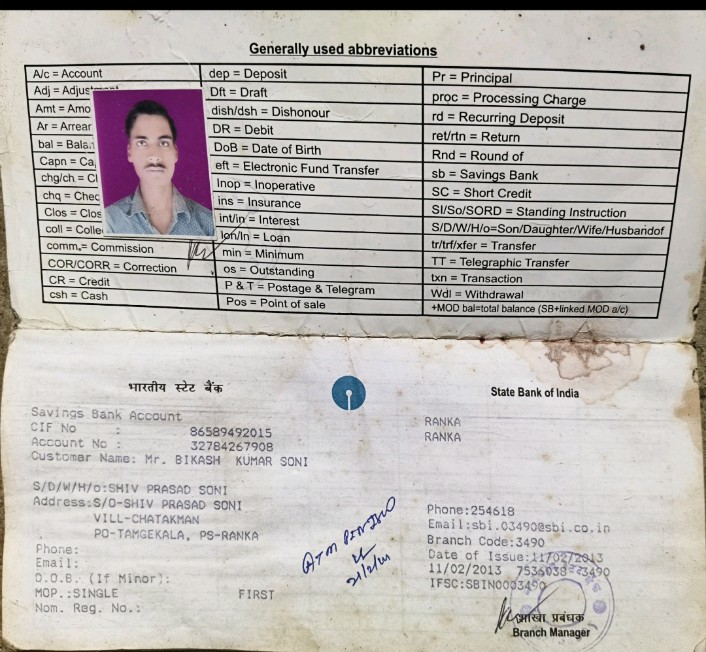 Generally used abbreviations
A/c = Account
Adj = Adjustment
Amt = Amo
Ar = Arrear
bal = Bala
Capn = Ca
chg/ch = Cl
chq = Chec
Clos = Clos
coll = Colle
comm. = Commission
COR/CORR = Correction
CR = Credit
csh = Cash
dep = Deposit
Dft = Draft
dish/dsh = Dishonour
DR = Debit
DoB = Date of Birth
eft = Electronic Fund Transfer
Inop = Inoperative
ins = Insurance
int/in = Interest
lon/ln = Loan
min = Minimum
os = Outstanding
P & T = Postage & Telegram
Pos = Point of sale
Pr = Principal
proc = Processing Charge
rd = Recurring Deposit
ret/rtn = Return
Rnd = Round of
sb = Savings Bank
SC = Short Credit
SI/So/SORD = Standing Instruction
S/D/W/H/o=Son/Daughter/Wife/Husbandof
tr/trf/xfer = Transfer
TT = Telegraphic Transfer
txn = Transaction
Wdl = Withdrawal
+MOD bal=total balance (SB+linked MOD a/c)
भारतीय स्टेट बैंक
State Bank of India
Savings Bank Account
CIF No : 86589492015
Account No : 32784267908
Customer Name: Mr. BIKASH KUMAR SONI
S/D/W/H/o:SHIV PRASAD SONI
Address:S/O-SHIV PRASAD SONI
VILL-CHATAKMAN
PO-TAMGEKALA, PS-RANKA
Phone:
Email:
D.O.B. (If Minor):
MOP.:SINGLE FIRST
Nom. Reg. No.:
ATM
RANKA
RANKA
Phone:254618
Email:sbi.03490@sbi.co.in
Branch Code:3490
Date of Issue:11/02/2013
11/02/2013 7536038 3490
IFSC:SBIN0003490
शाखा प्रबंधक
Branch Manager